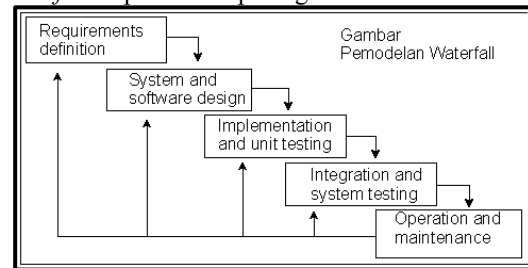 Requirements
definition
Gambar
Pemodelan Waterfall
System and
software design
Implementation
and unit testing
Integration and
system testing
Operation and
maintenance